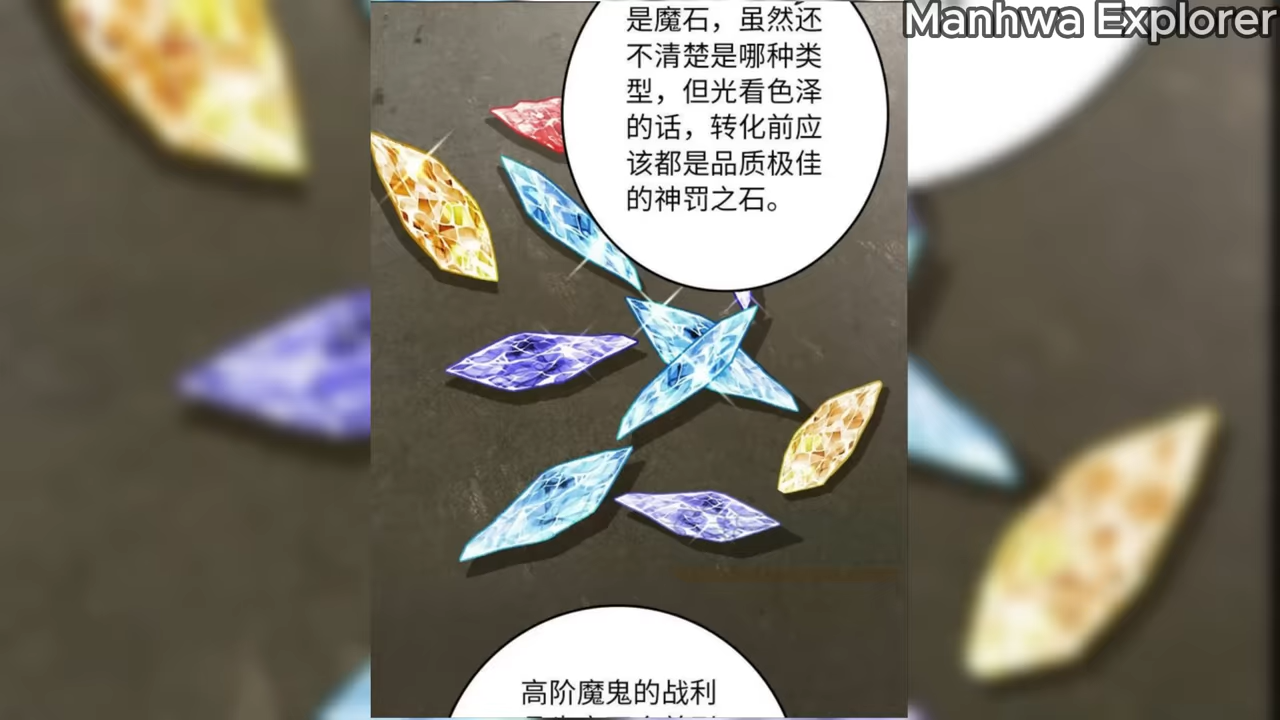 Manhwa Explorer
是魔石，虽然还
不清楚是哪种类
型，但光看色泽
的话，转化前应
该都是品质极佳
的神罚之石。
高阶魔鬼的战利